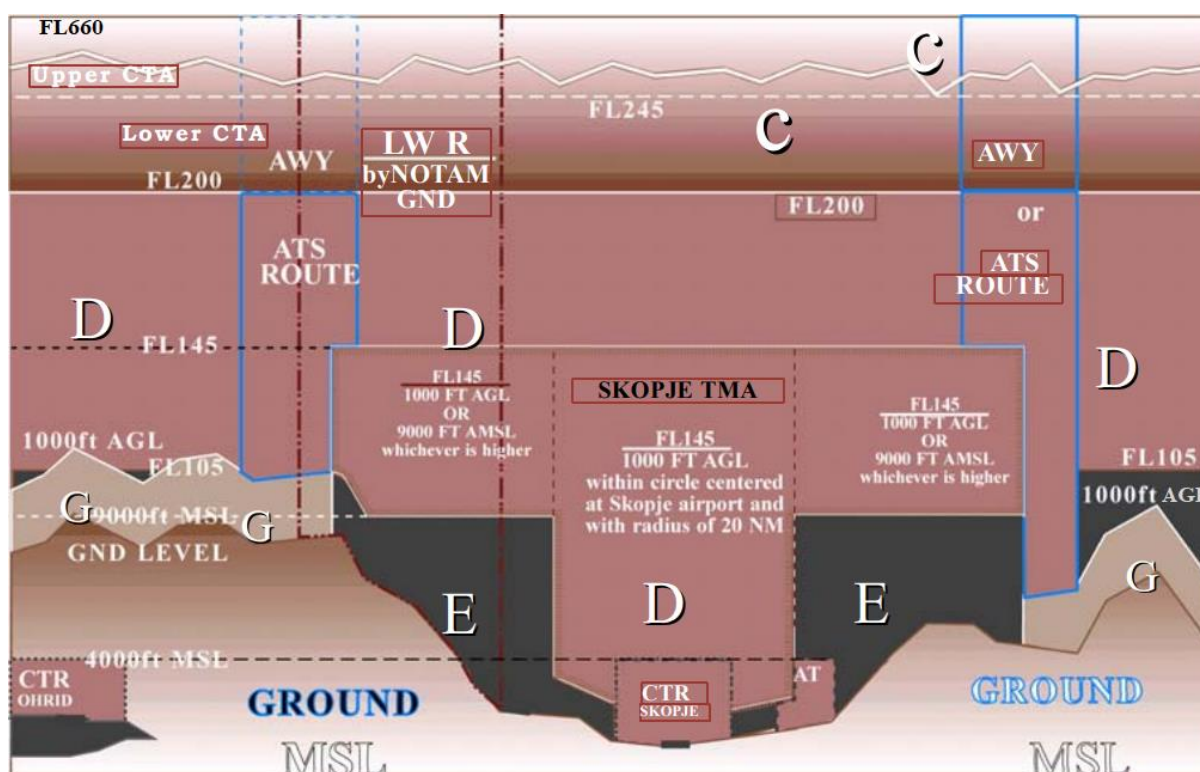 FL660
C
Upper CTA
FL245
Lower CTA
C
AWY
LW R
byNOTAM
GND
AWY
FL200
FL200
or
ATS
ROUTE
ATS
ROUTE
D
D
D
FL145
FL145
1000 FT AGL
OR
9000 FT AMSL
whichever is higher
SKOPJE TMA
FL145
1000 FT AGL
within circle centered
at Skopje airport and
with radius of 20 NM
FL145
1000 FT AGL
OR
9000 FT AMSL
whichever is higher
1000ft AGL
FL105
FL105
1000ft AGL
G
9000ft MSL
G
GND LEVEL
G
E
D
E
4000ft MSL
CTR
OHRID
GROUND
CTR
SKOPJE
AT
GROUND
MSL
MSL